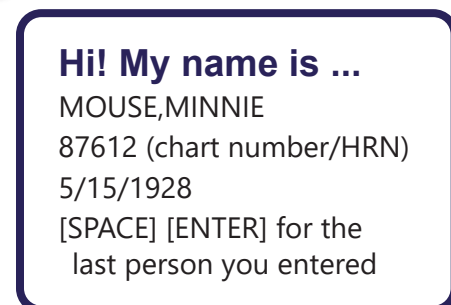 Hi! My name is ...
MOUSE,MINNIE
87612 (chart number/HRN)
5/15/1928
[SPACE] [ENTER] for the
last person you entered